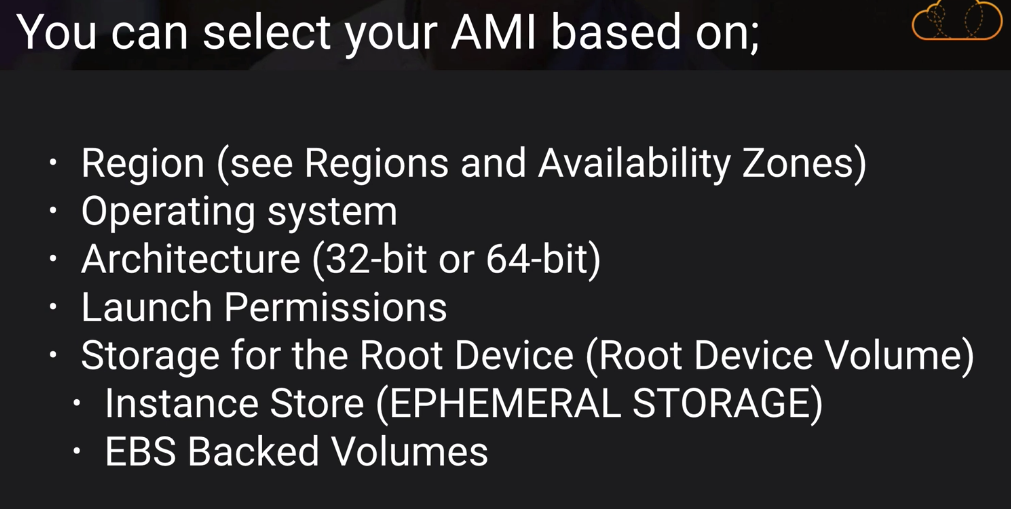 You can select your AMI based on;
• Region (see Regions and Availability Zones)
• Operating system
• Architecture (32-bit or 64-bit)
• Launch Permissions
• Storage for the Root Device (Root Device Volume)
• Instance Store (EPHEMERAL STORAGE)
• EBS Backed Volumes